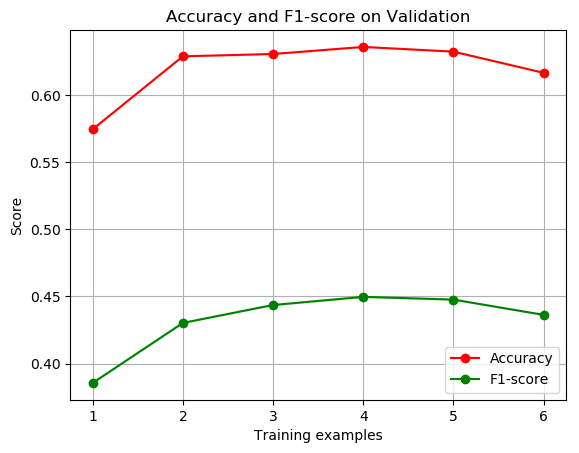 Accuracy and F1-score on Validation
Score
0.60
0.55
0.50
0.45
0.40
1 2 3 4 5 6
Training examples
Accuracy
F1-score